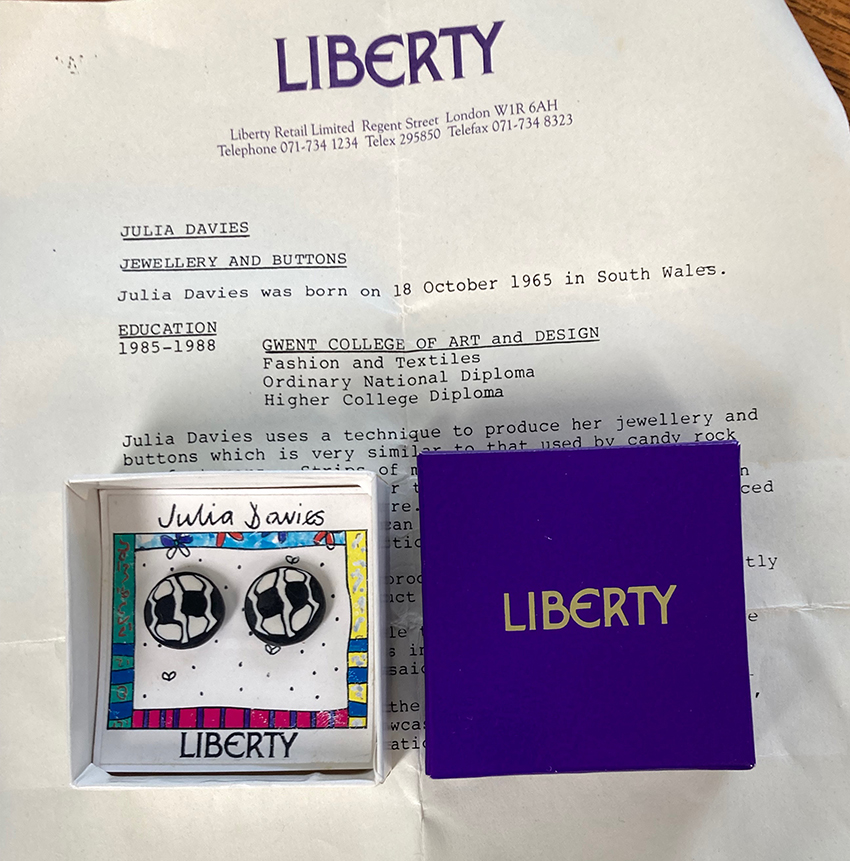 LIBERTY
Liberty Retail Limited Regent Street London W1R 6AH
Telephone 071-734 1234 Telex 295850 Telefax 071-734 8323
JULIA DAVIES
JEWELLERY AND BUTTONS
Julia Davies was born on 18 October 1965 in South Wales.
EDUCATION
1985-1988 GWENT COLLEGE OF ART and DESIGN
Fashion and Textiles
Ordinary National Diploma
Higher College Diploma
Julia Davies uses a technique to produce her jewellery and
buttons which is very similar to that used by candy rock
Strips of
Julia Davies
LIBERTY
LIBERTY